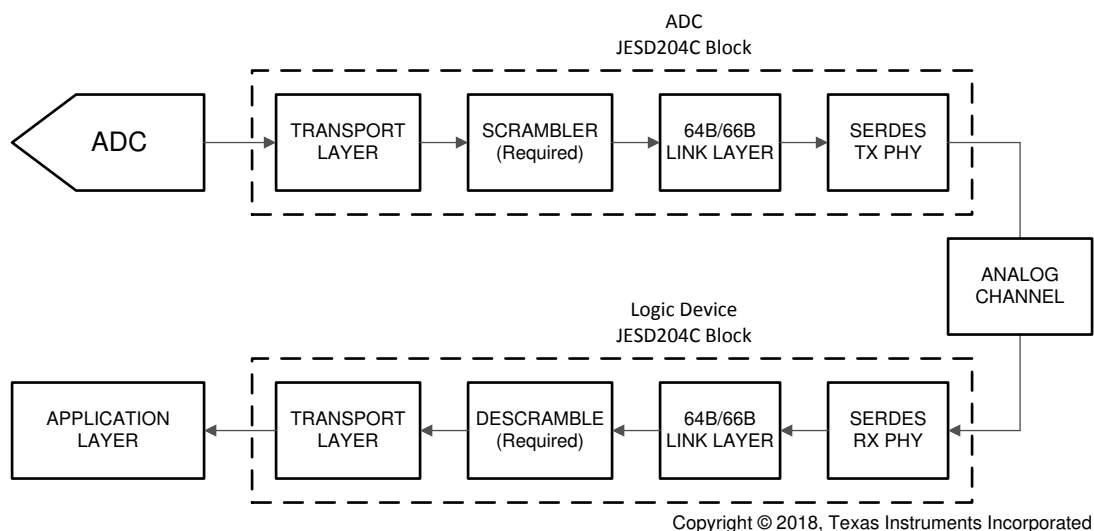 ADC
JESD204C Block
ADC
TRANSPORT
LAYER
SCRAMBLER
(Required)
64B/66B
LINK LAYER
SERDES
TX PHY
ANALOG
CHANNEL
Logic Device
JESD204C Block
APPLICATION
LAYER
TRANSPORT
LAYER
DESCRAMBLE
(Required)
64B/66B
LINK LAYER
SERDES
RX PHY
Copyright © 2018, Texas Instruments Incorporated